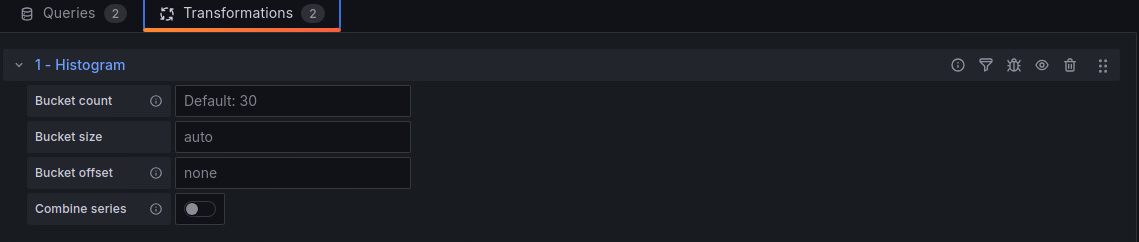 Queries 2 Transformations 2
1 - Histogram
Bucket count Default: 30
Bucket size auto
Bucket offset none
Combine series